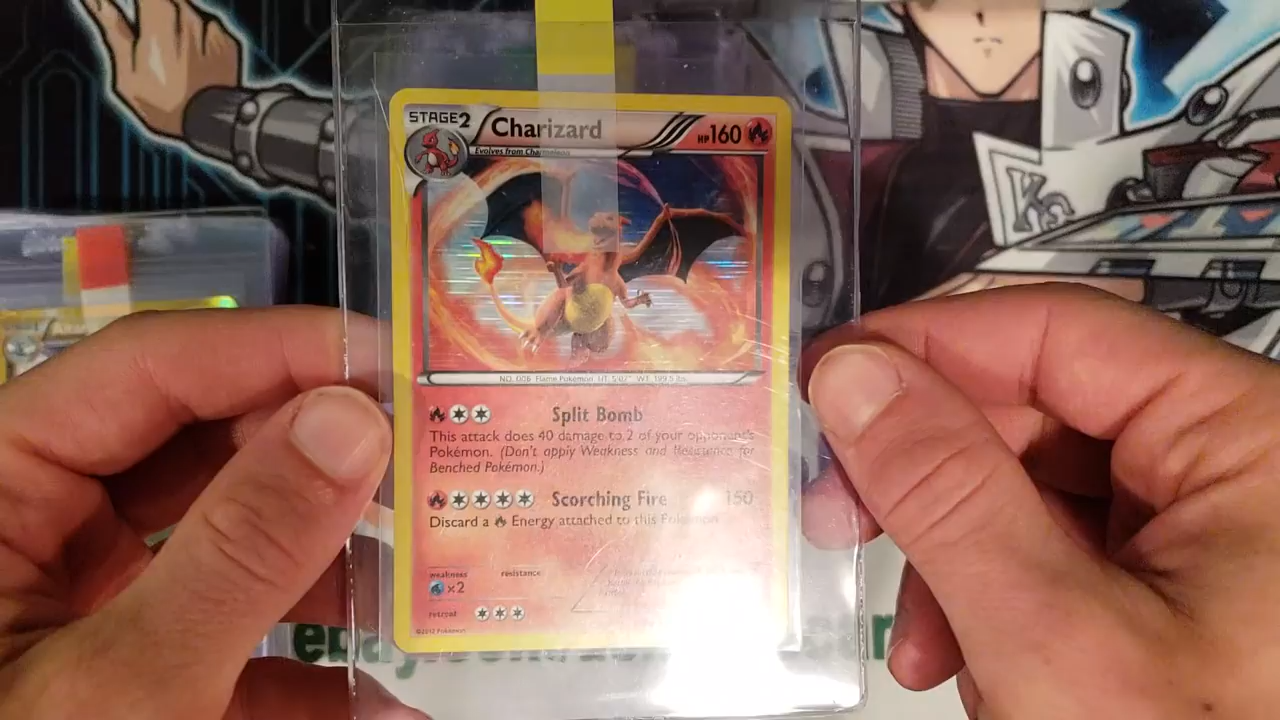 STAGE2
Charizard
HP160
Evolves from Charmeleon
NO. 006 Flame Pokémon HT. 5'07" WT. 199.5 lbs.
Split Bomb
This attack does 40 damage to 2 of your opponent's
Pokémon. (Don't apply Weakness and Resistance for
Benched Pokémon.)
Scorching Fire 150
Discard a Energy attached to this Pokémon.
weakness
resistance
x2
retreat
©2012 Pokémon